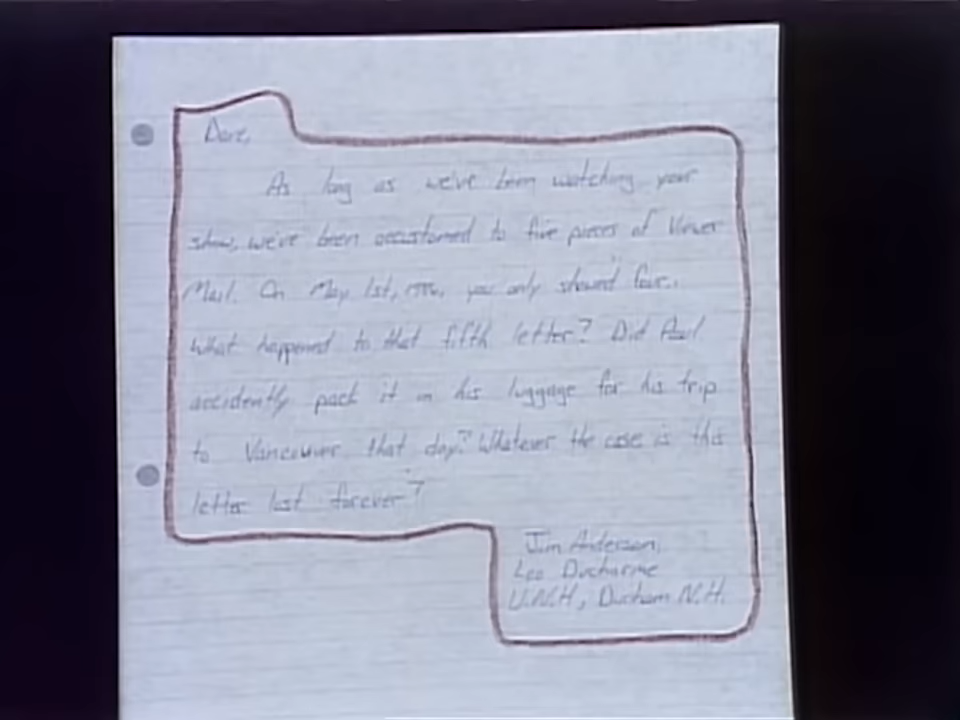 Dave,
As long as we've been watching your
show, we've been accustomed to five pieces of Viewer
Mail. On May 1st, you only showed four.
What happened to that fifth letter? Did Paul
accidently pack it in his luggage for his trip
to Vancouver that day? Whatever the case is this
letter lost forever?
Jim Anderson,
Leo Ducharme
U.N.H., Durham N.H.